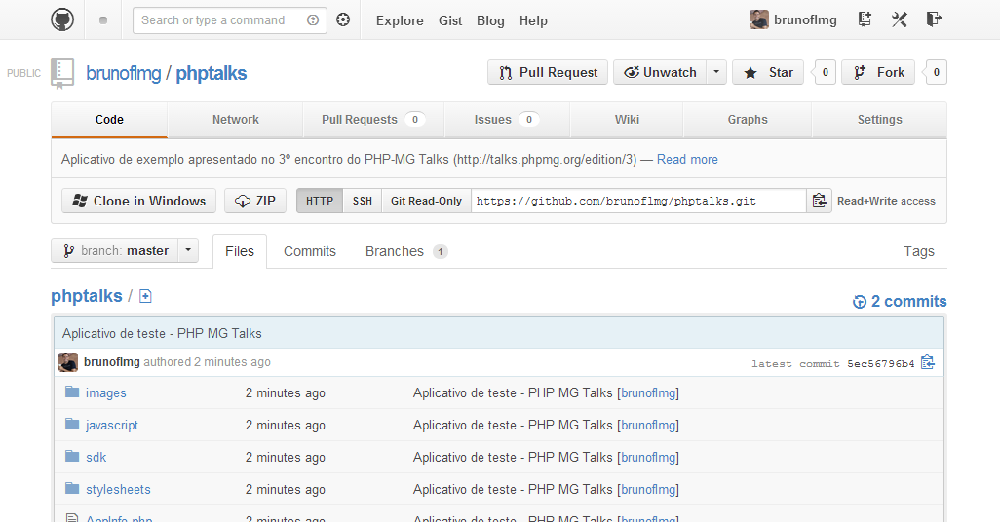 Search or type a command Explore Gist Blog Help brunoflmg
PUBLIC brunoflmg / phptalks Pull Request Unwatch Star 0 Fork 0
Code Network Pull Requests 0 Issues 0 Wiki Graphs Settings
Aplicativo de exemplo apresentado no 3º encontro do PHP-MG Talks (http://talks.phpmg.org/edition/3) — Read more
Clone in Windows ZIP HTTP SSH Git Read-Only https://github.com/brunoflmg/phptalks.git Read+Write access
branch: master Files Commits Branches 1 Tags
phptalks / 2 commits
Aplicativo de teste - PHP MG Talks
brunoflmg authored 2 minutes ago latest commit 5ec56796b4
images 2 minutes ago Aplicativo de teste - PHP MG Talks [brunoflmg]
javascript 2 minutes ago Aplicativo de teste - PHP MG Talks [brunoflmg]
sdk 2 minutes ago Aplicativo de teste - PHP MG Talks [brunoflmg]
stylesheets 2 minutes ago Aplicativo de teste - PHP MG Talks [brunoflmg]
AppInfo.php 2 minutes ago Aplicativo de teste - PHP MG Talks [brunoflmg]